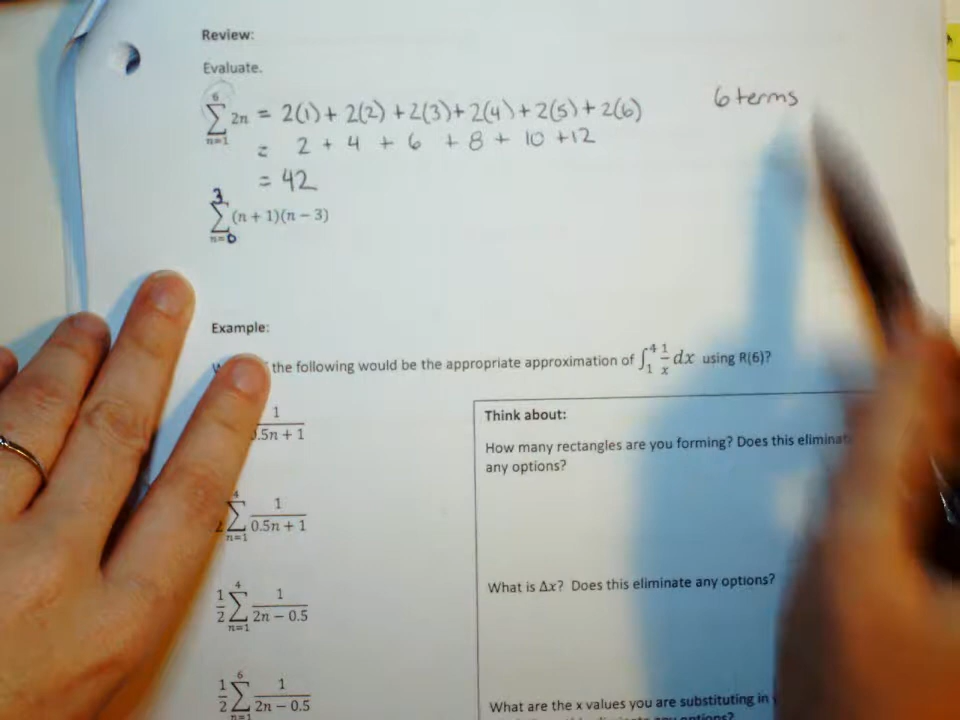 Review:
Evaluate.
6
∑ 2n = 2(1) + 2(2) + 2(3) + 2(4) + 2(5) + 2(6)
n=1
6 terms
= 2 + 4 + 6 + 8 + 10 + 12
= 42
3
∑ (n + 1)(n − 3)
n=0
Example:
the following would be the appropriate approximation of ∫₁⁴ 1/x dx using R(6)?
1
.5n + 1
4
2 ∑ 1/(0.5n + 1)
n=1
4
1/2 ∑ 1/(2n − 0.5)
n=1
6
1/2 ∑ 1/(2n − 0.5)
n=1
Think about:
How many rectangles are you forming? Does this
any options?
What is Δx? Does this eliminate any options?
What are the x values you are substituting in
any options?